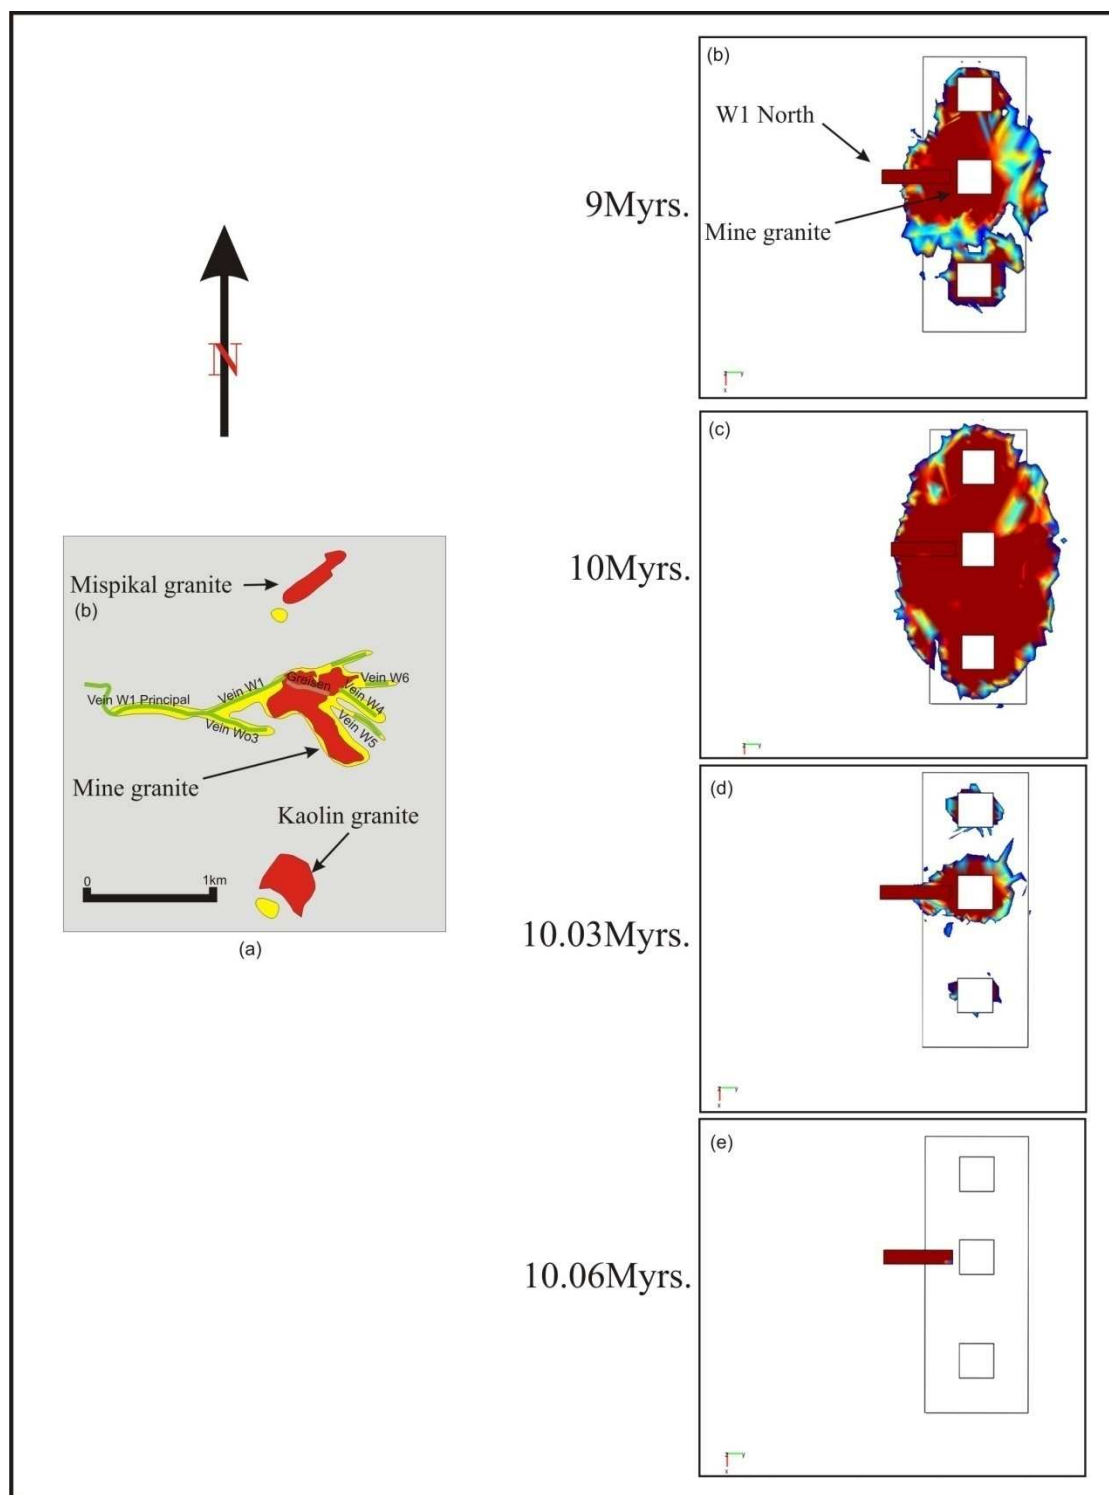 N
Mispikal granite
(b)
Greisen
Vein W6
Vein W1
Vein W4
Vein W1 Principal
Vein Wo3
Vein W5
Mine granite
Kaolin granite
0 1km
(a)
(b)
W1 North
9Myrs.
Mine granite
z y
x
(c)
10Myrs.
z y
x
(d)
10.03Myrs.
z y
x
(e)
10.06Myrs.
z y
x